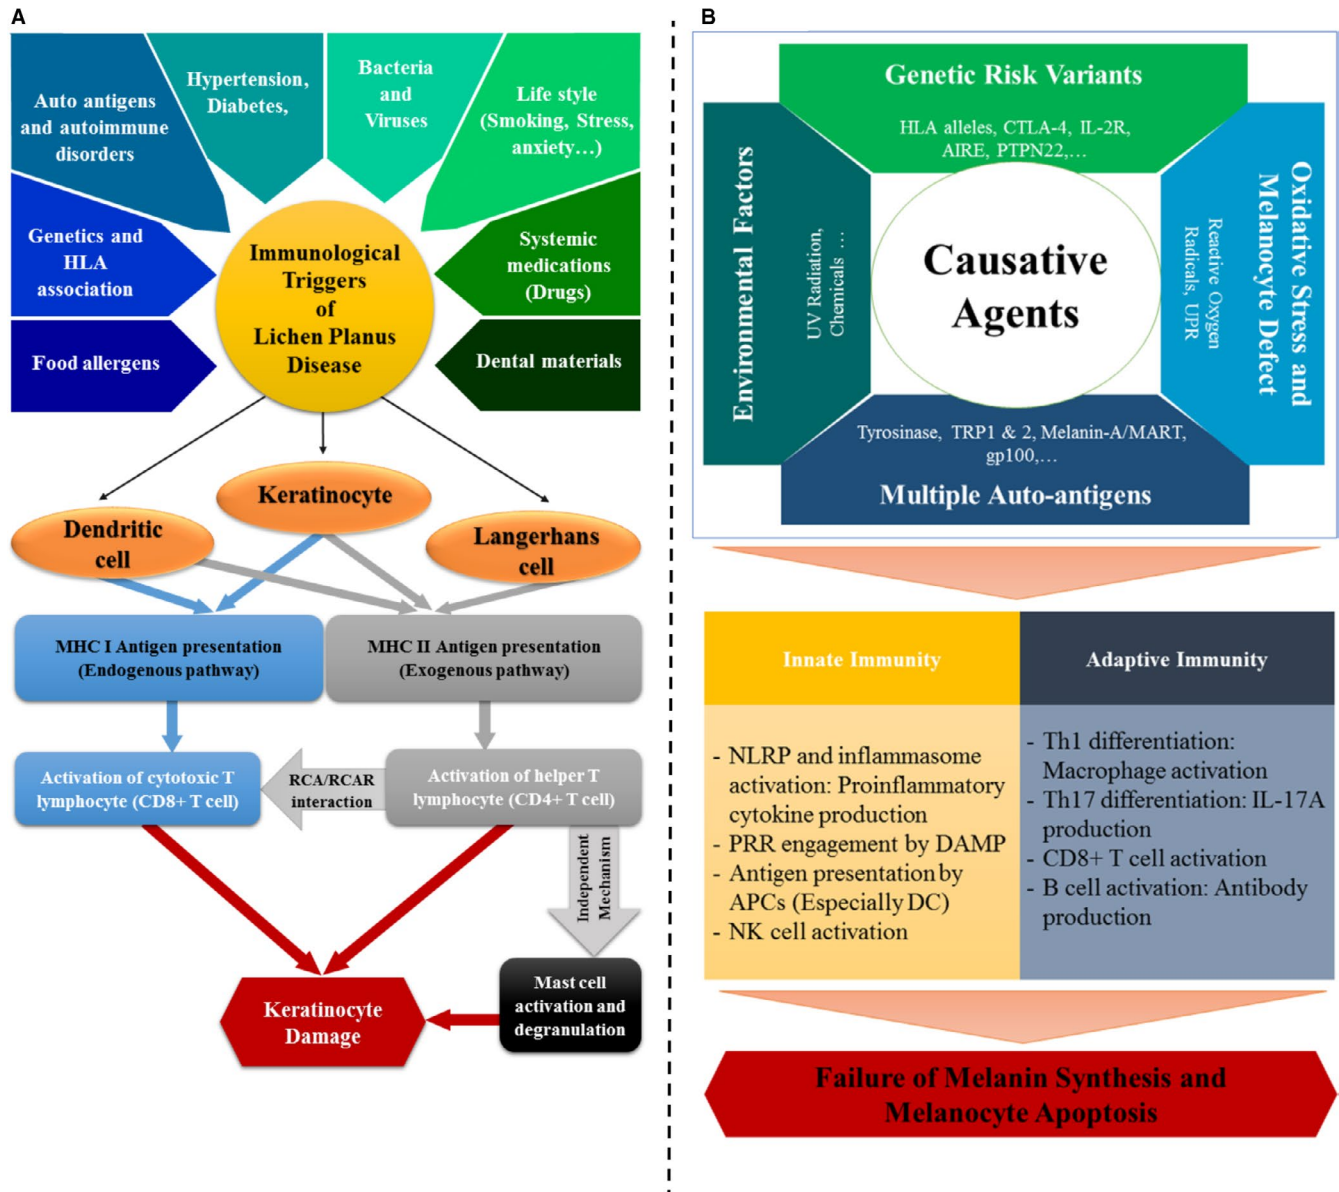 A
Auto antigens
and autoimmune
disorders
Hypertension,
Diabetes,
Bacteria
and
Viruses
Life style
(Smoking, Stress,
anxiety…)
Genetics and
HLA
association
Immunological
Triggers
of
Lichen Planus
Disease
Systemic
medications
(Drugs)
Food allergens
Dental materials
Dendritic
cell
Keratinocyte
Langerhans
cell
MHC I Antigen presentation
(Endogenous pathway)
MHC II Antigen presentation
(Exogenous pathway)
Activation of cytotoxic T
lymphocyte (CD8+ T cell)
RCA/RCAR
interaction
Activation of helper T
lymphocyte (CD4+ T cell)
Independent
Mechanism
Keratinocyte
Damage
Mast cell
activation and
degranulation
B
Genetic Risk Variants
HLA alleles, CTLA-4, IL-2R,
AIRE, PTPN22,…
Environmental Factors
UV Radiation,
Chemicals …
Causative
Agents
Oxidative Stress and
Melanocyte Defect
Reactive Oxygen
Radicals, UPR
Tyrosinase, TRP1 & 2, Melanin-A/MART,
gp100,…
Multiple Auto-antigens
Innate Immunity
- NLRP and inflammasome
activation: Proinflammatory
cytokine production
- PRR engagement by DAMP
- Antigen presentation by
APCs (Especially DC)
- NK cell activation
Adaptive Immunity
- Th1 differentiation:
Macrophage activation
- Th17 differentiation: IL-17A
production
- CD8+ T cell activation
- B cell activation: Antibody
production
Failure of Melanin Synthesis and
Melanocyte Apoptosis